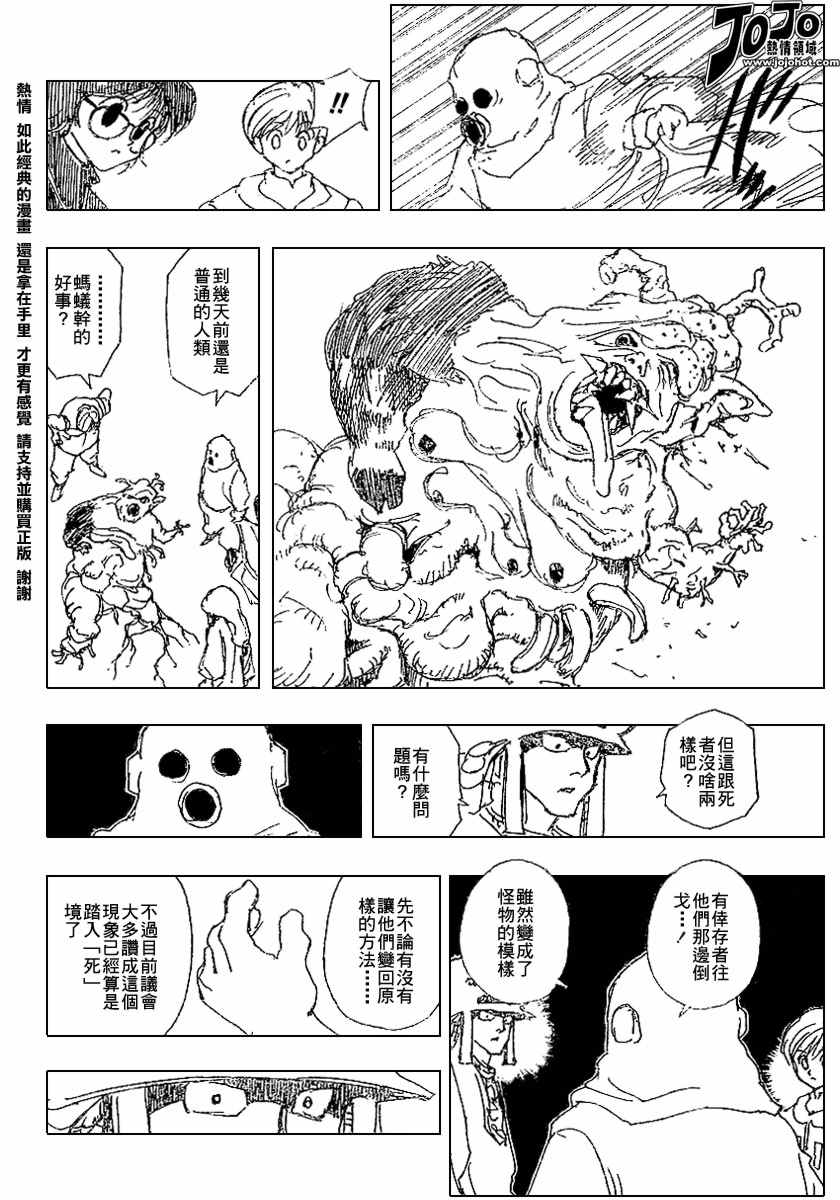 JOJO
熱情領域
www.jojohot.com
!!
到幾天前還是
普通的人類
…………
螞蟻幹的
好事？
但這跟死
者沒啥兩
樣吧？
有什麼問
題嗎？
有倖存者往
他們那邊倒
戈…！
雖然變成了
怪物的模樣
先不論有沒有
讓他們變回原
樣的方法……
不過目前議會
大多讚成這個
現象已經算是
踏入「死」
境了
熱情 如此經典的漫畫 還是拿在手里 才更有感覺 請支持並購買正版 謝謝